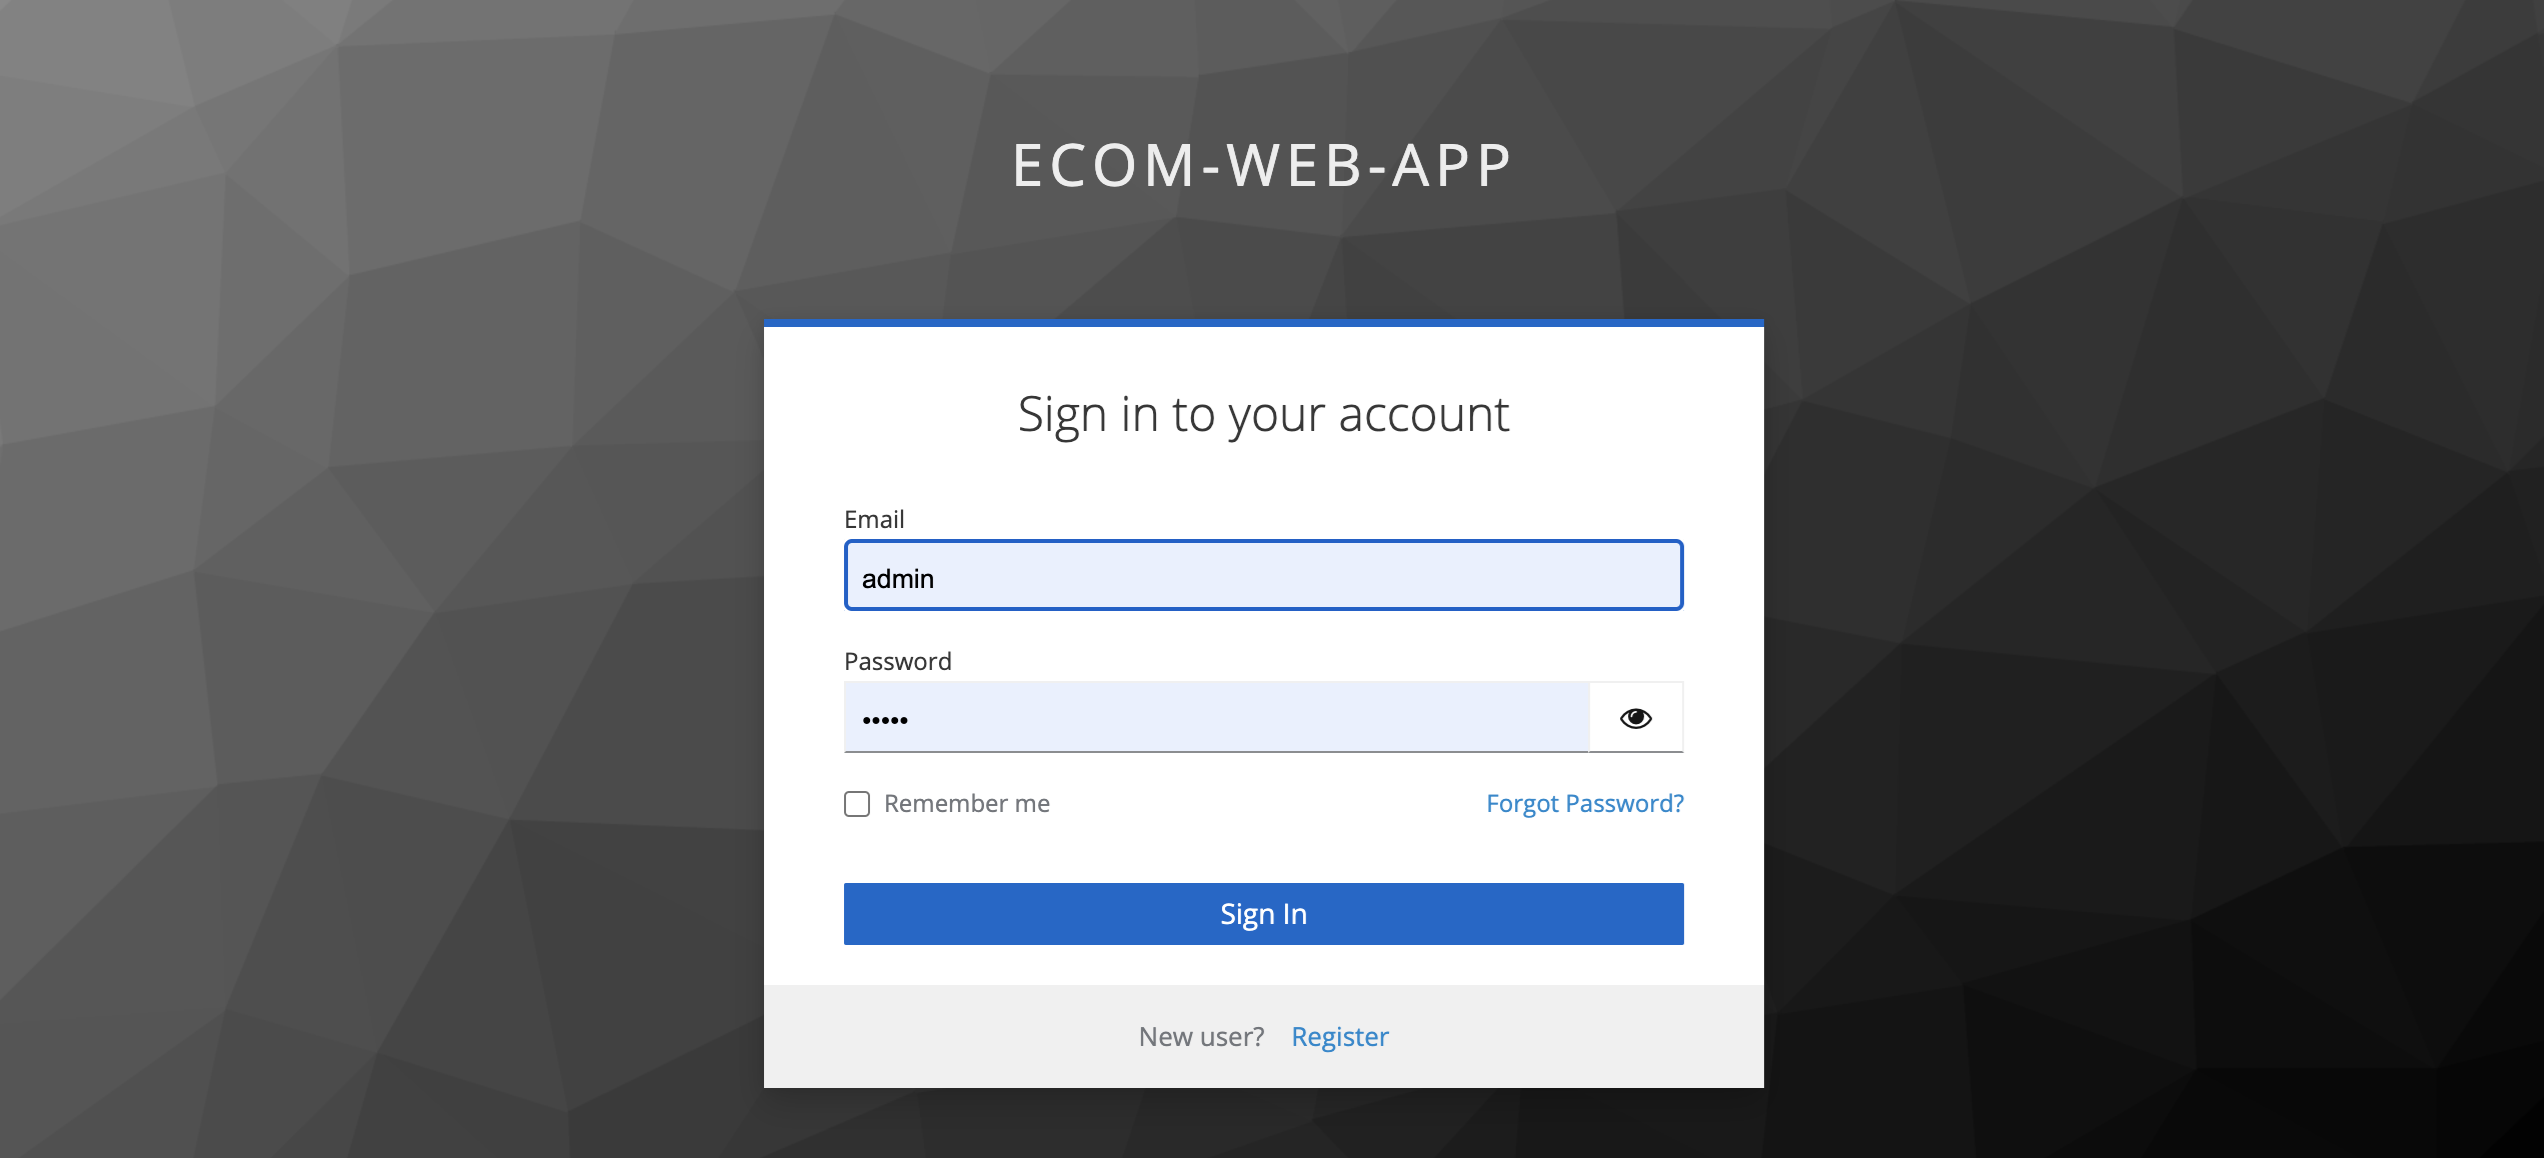 ECOM-WEB-APP
Sign in to your account
Email
admin
Password
•••••
Remember me
Forgot Password?
Sign In
New user? Register